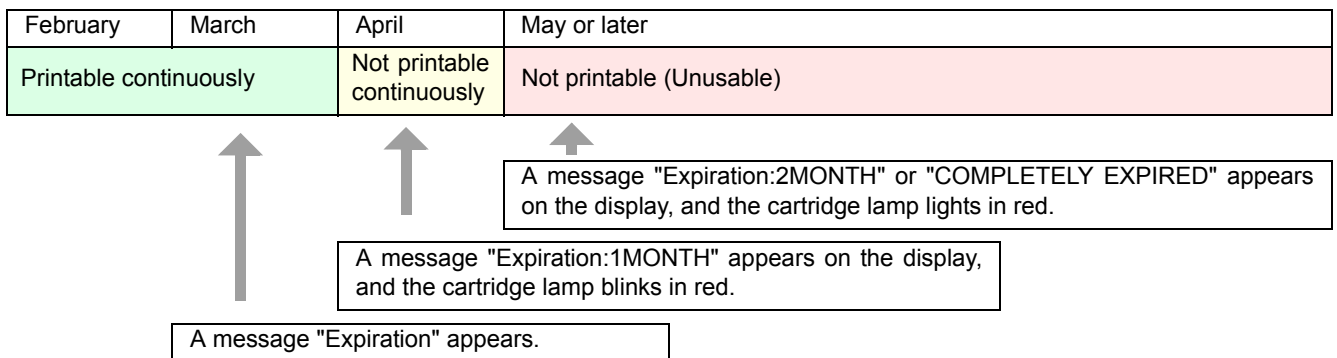 February March April May or later
Printable continuously Not printable continuously Not printable (Unusable)
A message "Expiration:2MONTH" or "COMPLETELY EXPIRED" appears
on the display, and the cartridge lamp lights in red.
A message "Expiration:1MONTH" appears on the display,
and the cartridge lamp blinks in red.
A message "Expiration" appears.